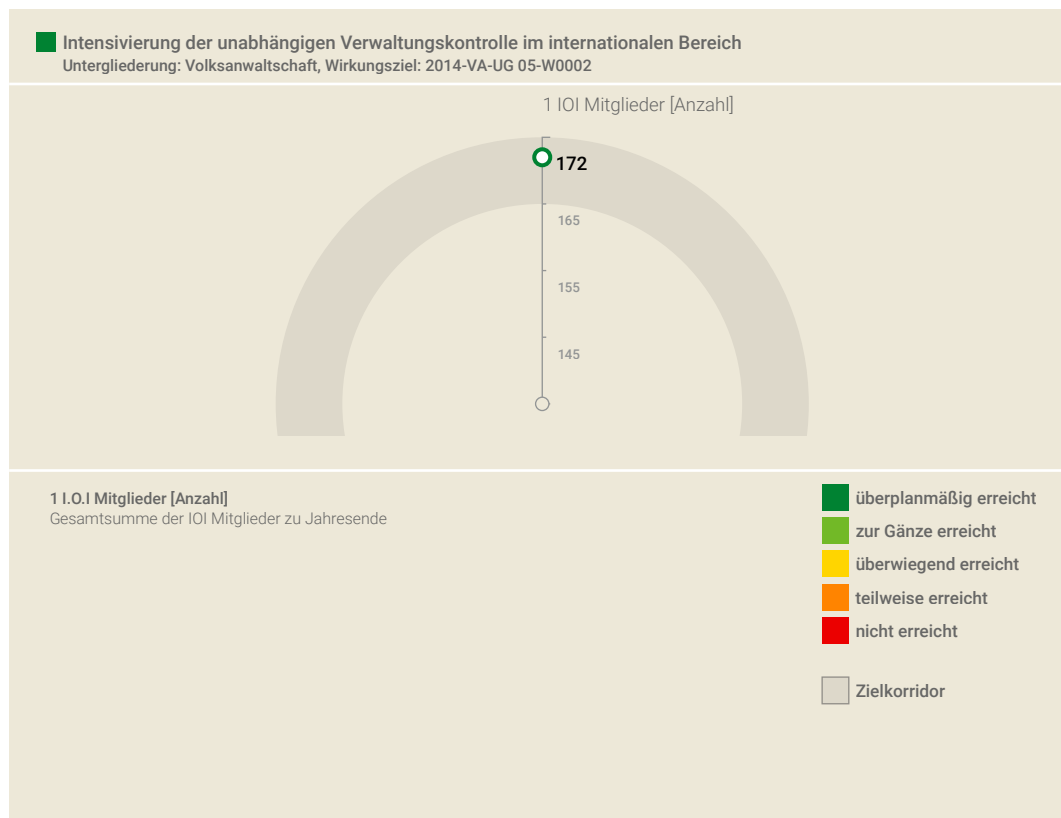 Intensivierung der unabhängigen Verwaltungskontrolle im internationalen Bereich
Untergliederung: Volksanwaltschaft, Wirkungsziel: 2014-VA-UG 05-W0002
1 IOI Mitglieder [Anzahl]
172
165
155
145
1 I.O.I Mitglieder [Anzahl]
Gesamtsumme der IOI Mitglieder zu Jahresende
überplanmäßig erreicht
zur Gänze erreicht
überwiegend erreicht
teilweise erreicht
nicht erreicht
Zielkorridor